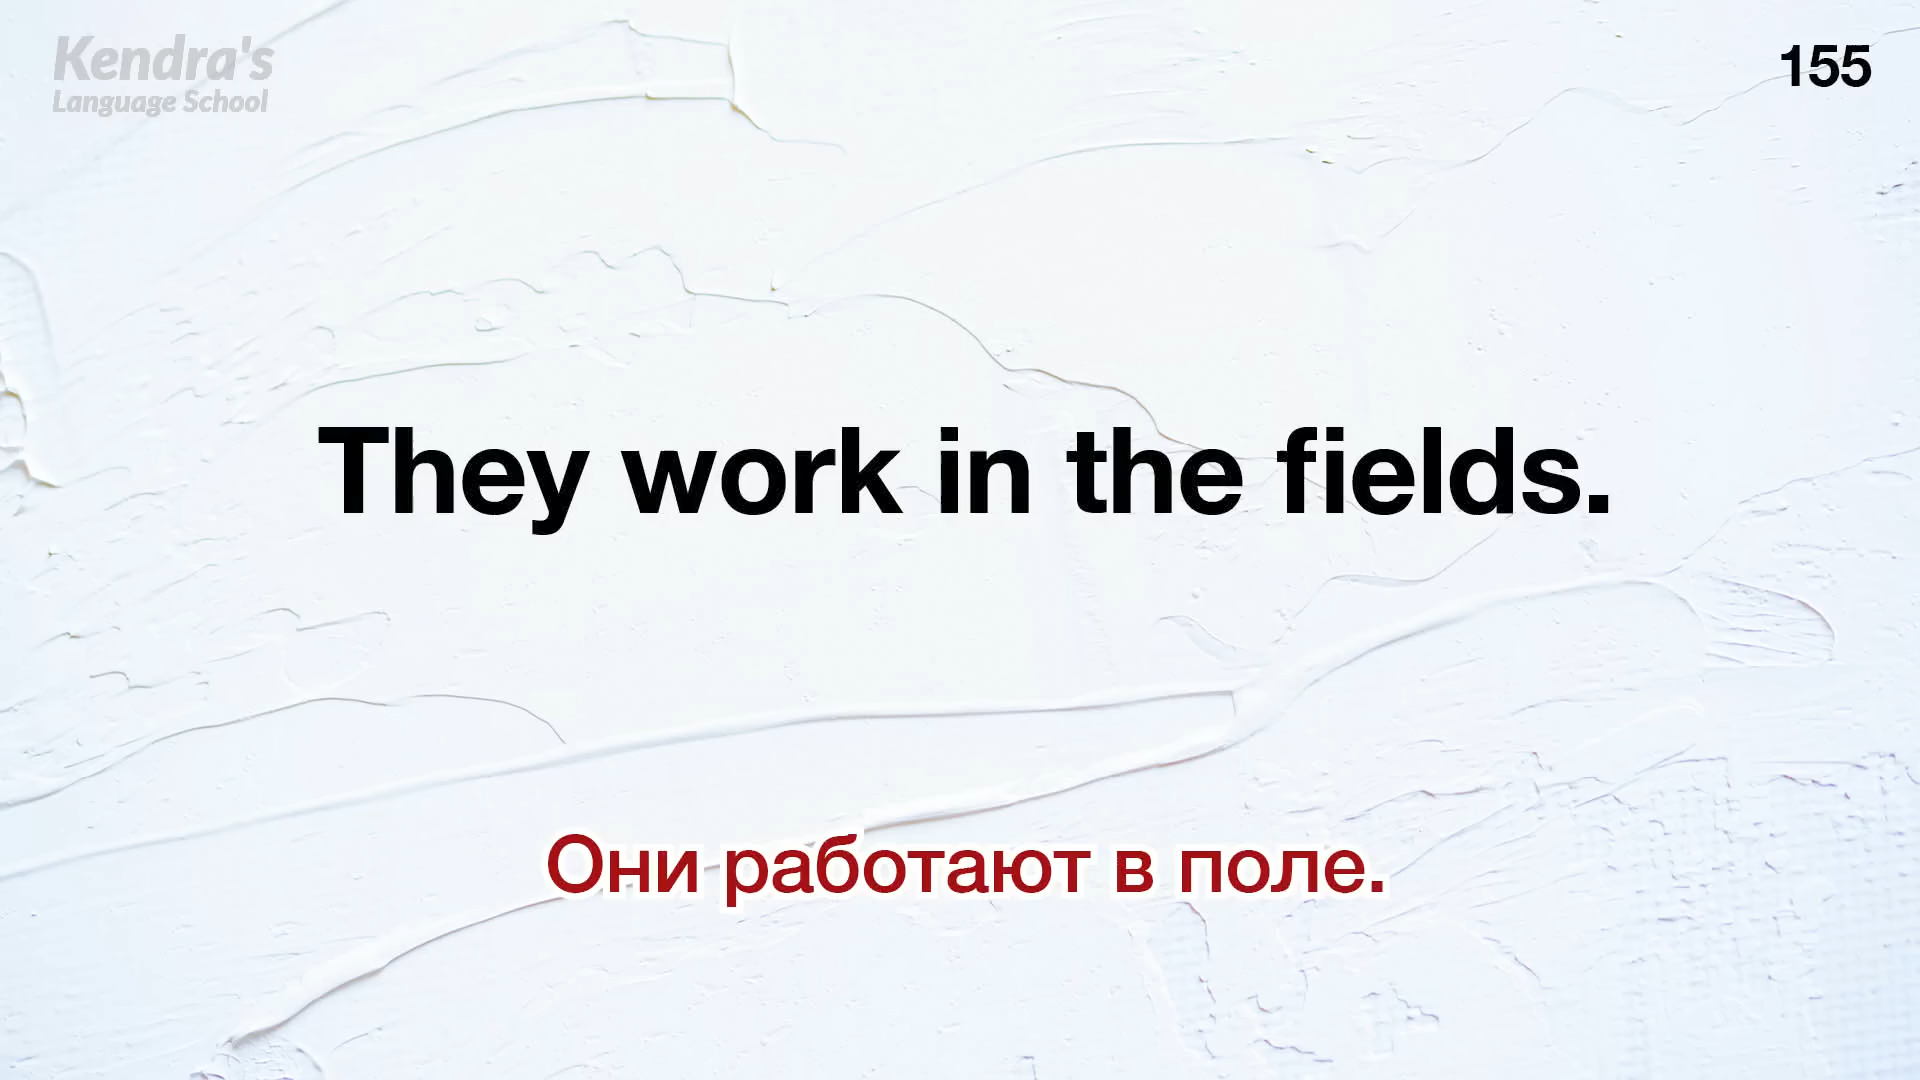 Kendra's
Language School
155
They work in the fields.
Они работают в поле.